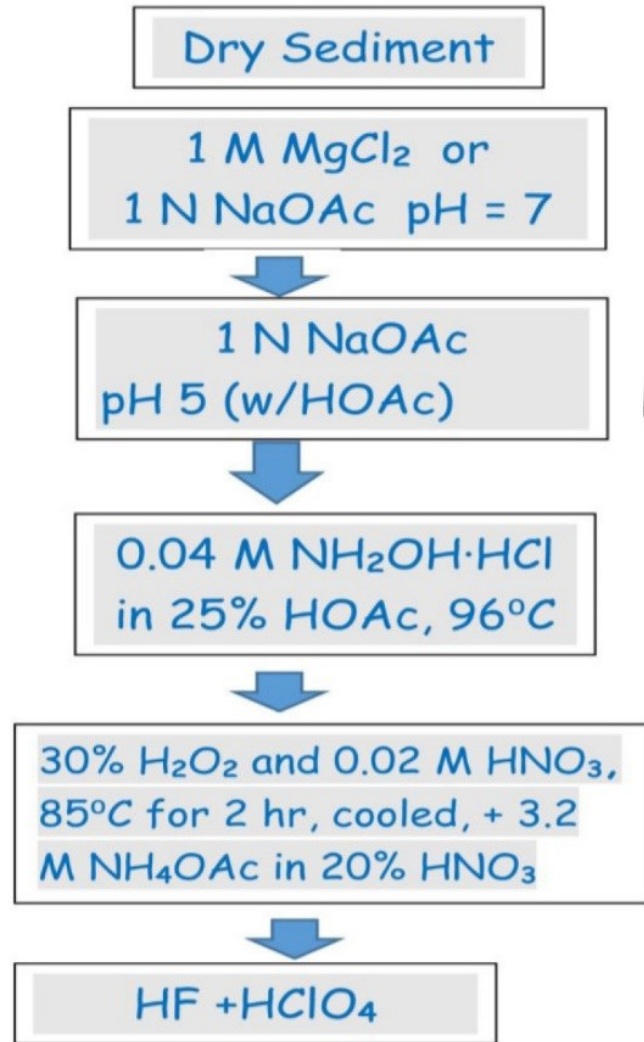 Dry Sediment
1 M MgCl₂ or
1 N NaOAc pH = 7
1 N NaOAc
pH 5 (w/HOAc)
0.04 M NH₂OH·HCl
in 25% HOAc, 96°C
30% H₂O₂ and 0.02 M HNO₃,
85°C for 2 hr, cooled, + 3.2
M NH₄OAc in 20% HNO₃
HF +HClO₄